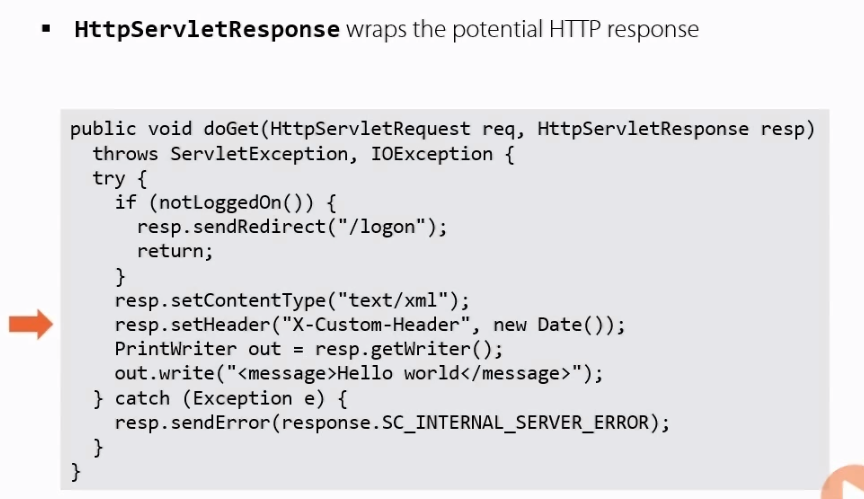 ▪ HttpServletResponse wraps the potential HTTP response
public void doGet(HttpServletRequest req, HttpServletResponse resp)
  throws ServletException, IOException {
  try {
    if (notLoggedOn()) {
      resp.sendRedirect("/logon");
      return;
    }
    resp.setContentType("text/xml");
    resp.setHeader("X-Custom-Header", new Date());
    PrintWriter out = resp.getWriter();
    out.write("<message>Hello world</message>");
  } catch (Exception e) {
    resp.sendError(response.SC_INTERNAL_SERVER_ERROR);
  }
}